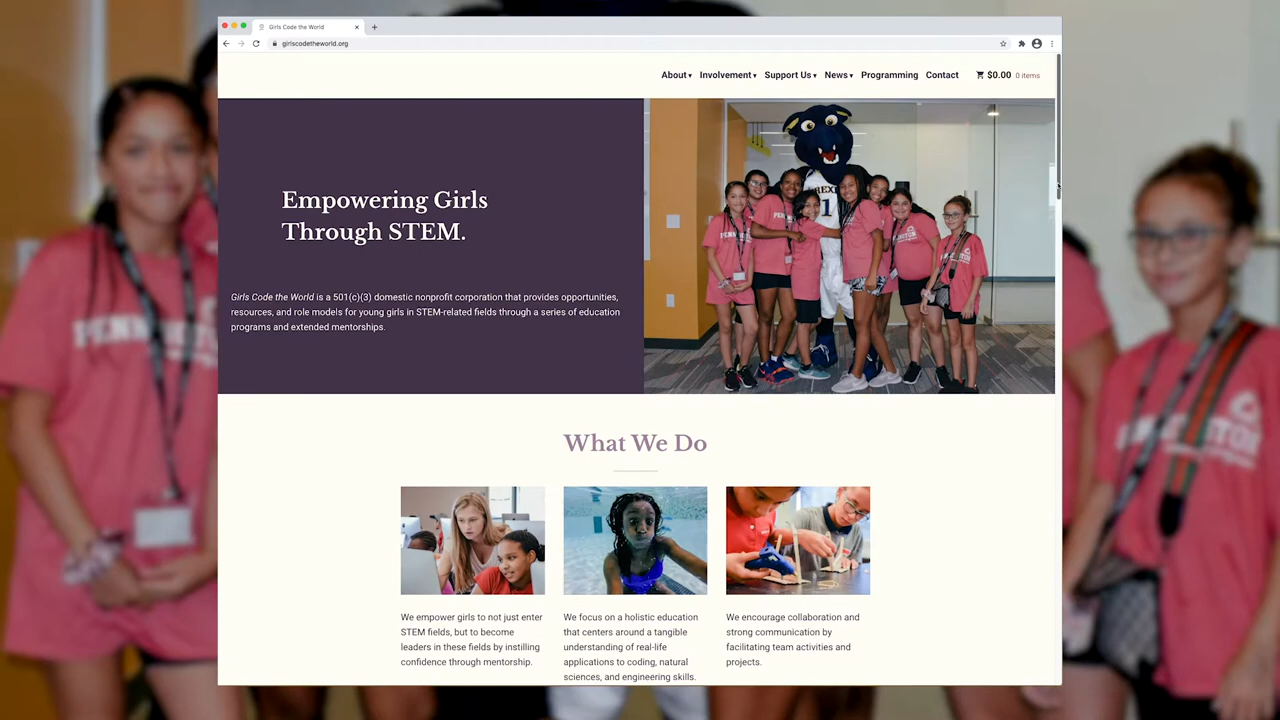 Girls Code the World
girlscodetheworld.org
About Involvement Support Us News Programming Contact $0.00 0 items
Empowering Girls
Through STEM.
Girls Code the World is a 501(c)(3) domestic nonprofit corporation that provides opportunities,
resources, and role models for young girls in STEM-related fields through a series of education
programs and extended mentorships.
What We Do
We empower girls to not just enter
STEM fields, but to become
leaders in these fields by instilling
confidence through mentorship.
We focus on a holistic education
that centers around a tangible
understanding of real-life
applications to coding, natural
sciences, and engineering skills.
We encourage collaboration and
strong communication by
facilitating team activities and
projects.